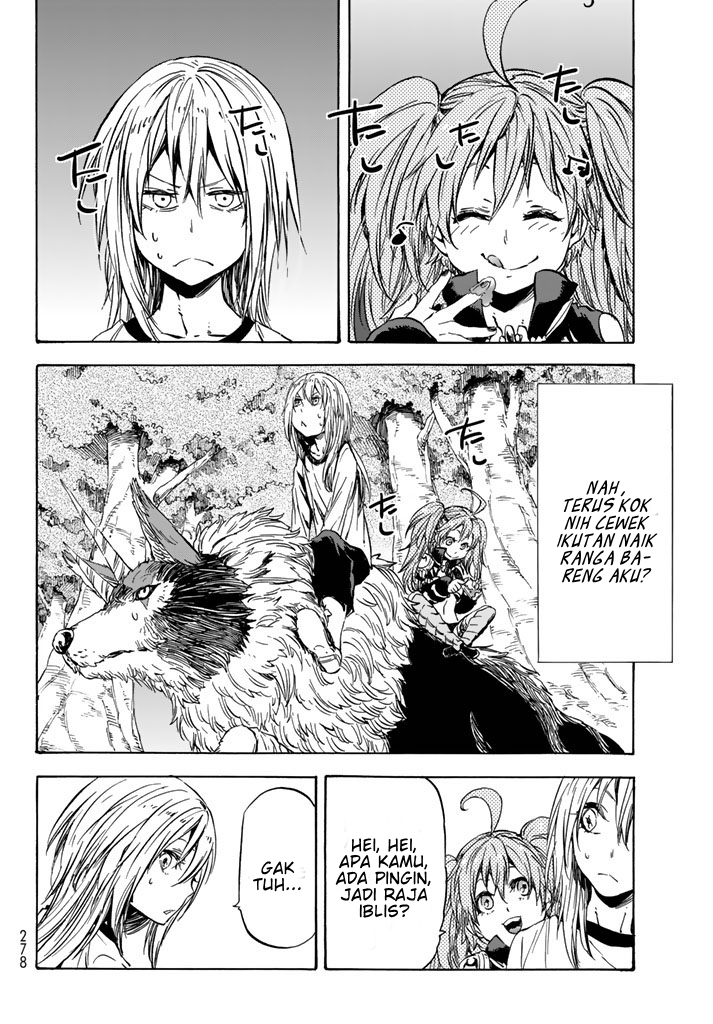 たし
たし
たし
たし
たし
NAH,
TERUS KOK
NIH CEWEK
IKUTAN NAIK
RANGA BA-
RENG AKU?
たし
たし
HEI, HEI,
APA KAMU,
ADA PINGIN,
JADI RAJA
IBLIS?
GAK
TUH...
278